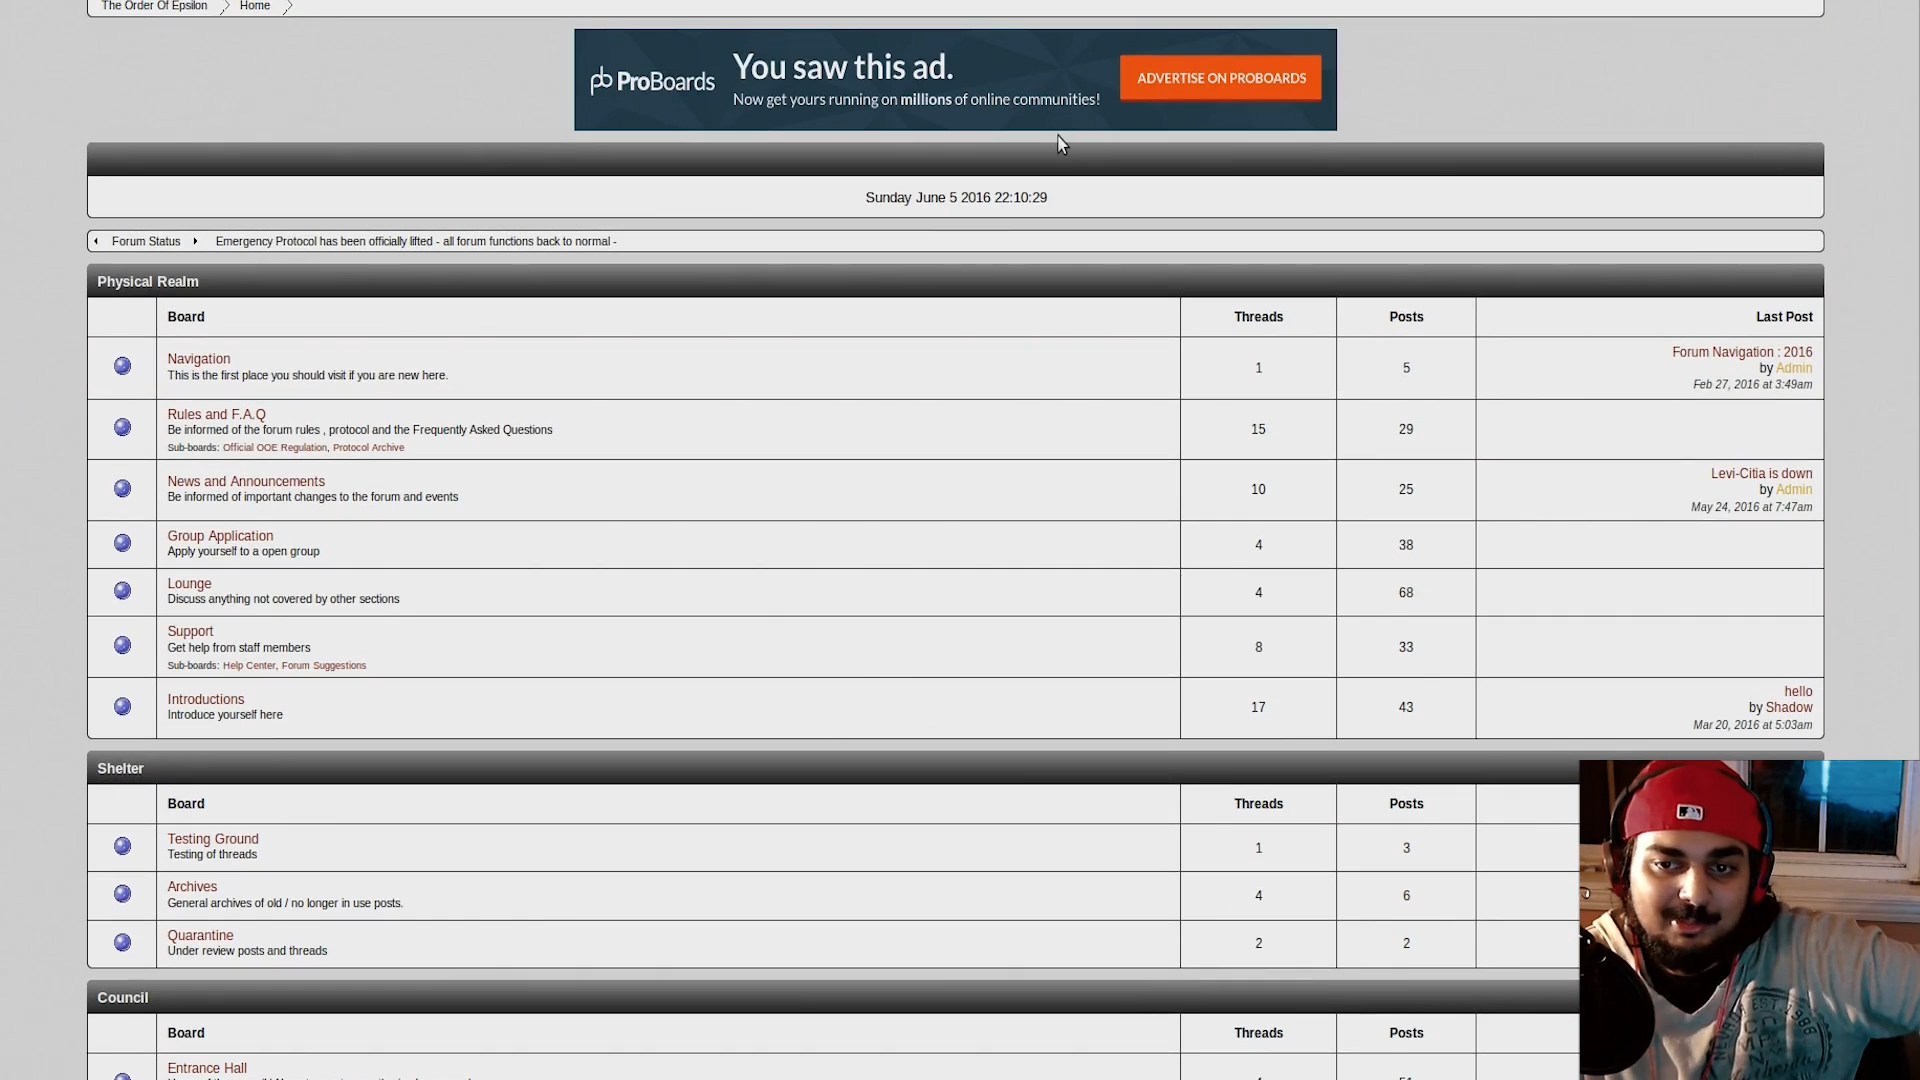 The Order Of Epsilon Home
ProBoards
You saw this ad.
Now get yours running on millions of online communities!
ADVERTISE ON PROBOARDS
Sunday June 5 2016 22:10:29
Forum Status Emergency Protocol has been officially lifted - all forum functions back to normal -
Physical Realm
Board Threads Posts Last Post
Navigation
This is the first place you should visit if you are new here.
1 5
Forum Navigation : 2016
by Admin
Feb 27, 2016 at 3:49am
Rules and F.A.Q
Be informed of the forum rules , protocol and the Frequently Asked Questions
Sub-boards: Official OOE Regulation, Protocol Archive
15 29
News and Announcements
Be informed of important changes to the forum and events
10 25
Levi-Citia is down
by Admin
May 24, 2016 at 7:47am
Group Application
Apply yourself to a open group
4 38
Lounge
Discuss anything not covered by other sections
4 68
Support
Get help from staff members
Sub-boards: Help Center, Forum Suggestions
8 33
Introductions
Introduce yourself here
17 43
hello
by Shadow
Mar 20, 2016 at 5:03am
Shelter
Board Threads Posts
Testing Ground
Testing of threads
1 3
Archives
General archives of old / no longer in use posts.
4 6
Quarantine
Under review posts and threads
2 2
Council
Board Threads Posts
Entrance Hall